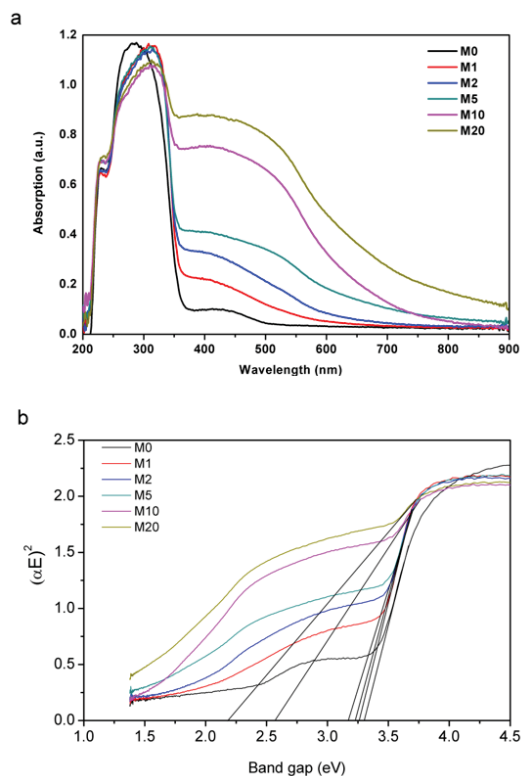 a
1.2
1.0
0.8
0.6
0.4
0.2
0.0
Absorption (a.u.)
M0
M1
M2
M5
M10
M20
200 300 400 500 600 700 800 900
Wavelength (nm)
b
2.5
2.0
1.5
1.0
0.5
0.0
(αE)²
M0
M1
M2
M5
M10
M20
1.0 1.5 2.0 2.5 3.0 3.5 4.0 4.5
Band gap (eV)